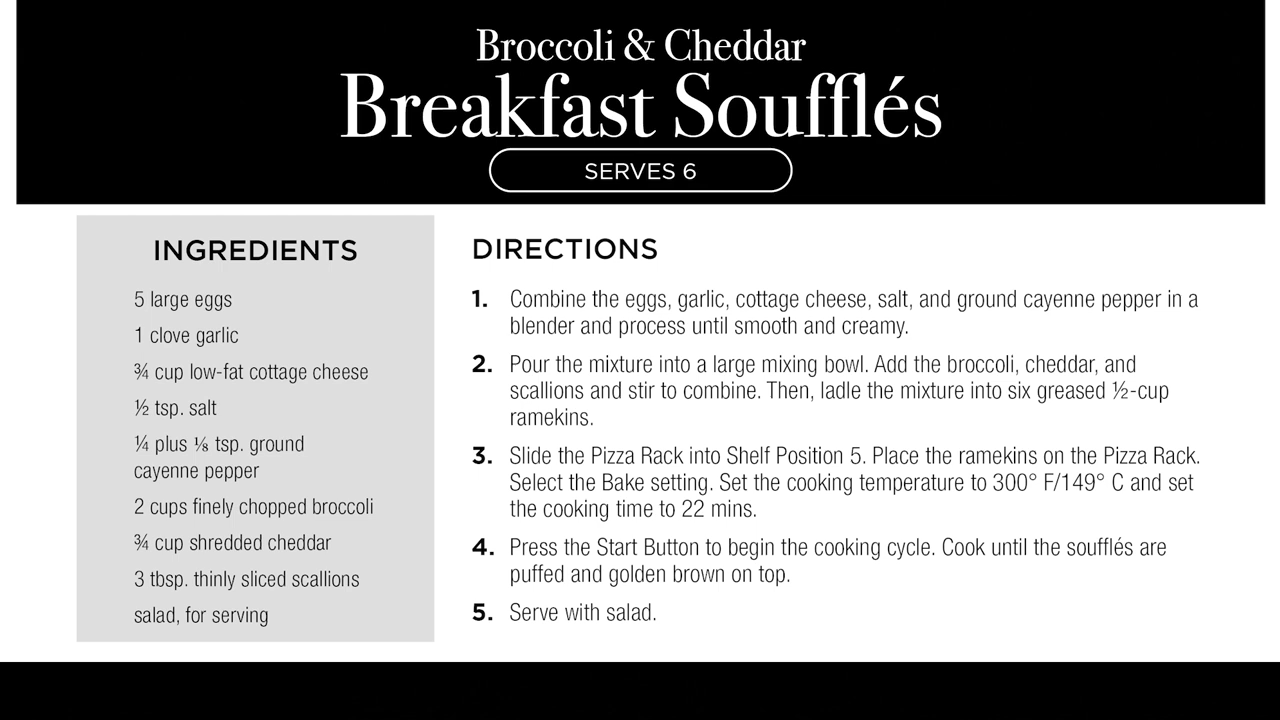 Broccoli & Cheddar
Breakfast Soufflés
SERVES 6
INGREDIENTS
5 large eggs
1 clove garlic
¾ cup low-fat cottage cheese
½ tsp. salt
¼ plus ⅛ tsp. ground
cayenne pepper
2 cups finely chopped broccoli
¾ cup shredded cheddar
3 tbsp. thinly sliced scallions
salad, for serving
DIRECTIONS
1. Combine the eggs, garlic, cottage cheese, salt, and ground cayenne pepper in a
blender and process until smooth and creamy.
2. Pour the mixture into a large mixing bowl. Add the broccoli, cheddar, and
scallions and stir to combine. Then, ladle the mixture into six greased ½-cup
ramekins.
3. Slide the Pizza Rack into Shelf Position 5. Place the ramekins on the Pizza Rack.
Select the Bake setting. Set the cooking temperature to 300° F/149° C and set
the cooking time to 22 mins.
4. Press the Start Button to begin the cooking cycle. Cook until the soufflés are
puffed and golden brown on top.
5. Serve with salad.